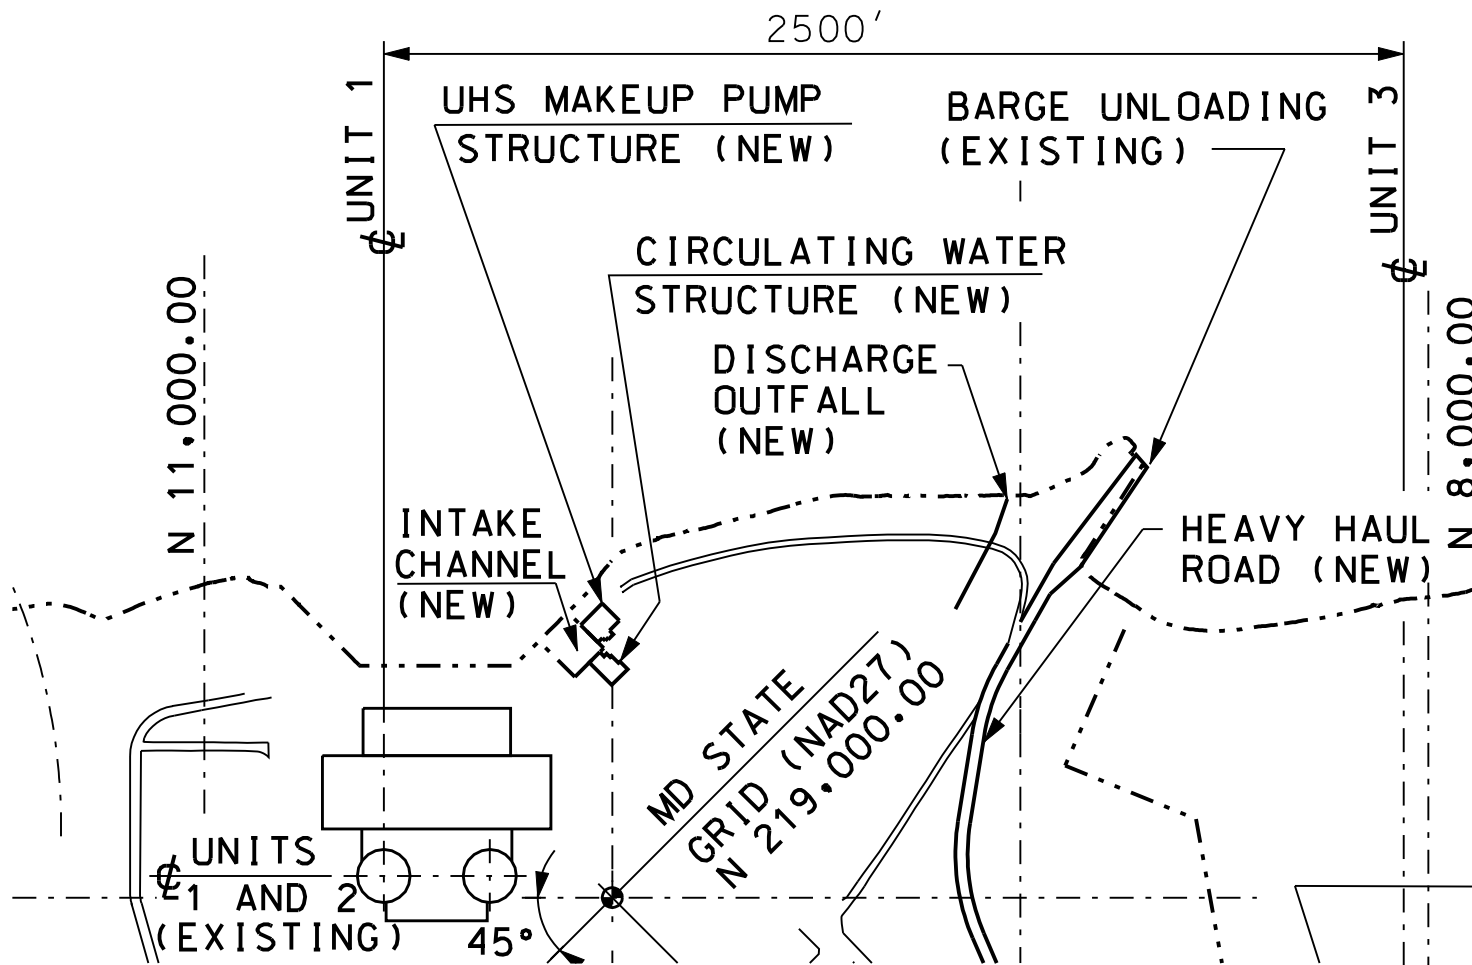 2500'
℄ UNIT 1
UHS MAKEUP PUMP
STRUCTURE (NEW)
BARGE UNLOADING
(EXISTING)
℄ UNIT 3
CIRCULATING WATER
STRUCTURE (NEW)
N 11,000.00
N 8,000.00
DISCHARGE
OUTFALL
(NEW)
INTAKE
CHANNEL
(NEW)
HEAVY HAUL
ROAD (NEW)
MD STATE
GRID (NAD27)
N 219,000.00
℄ UNITS
1 AND 2
(EXISTING)
45°